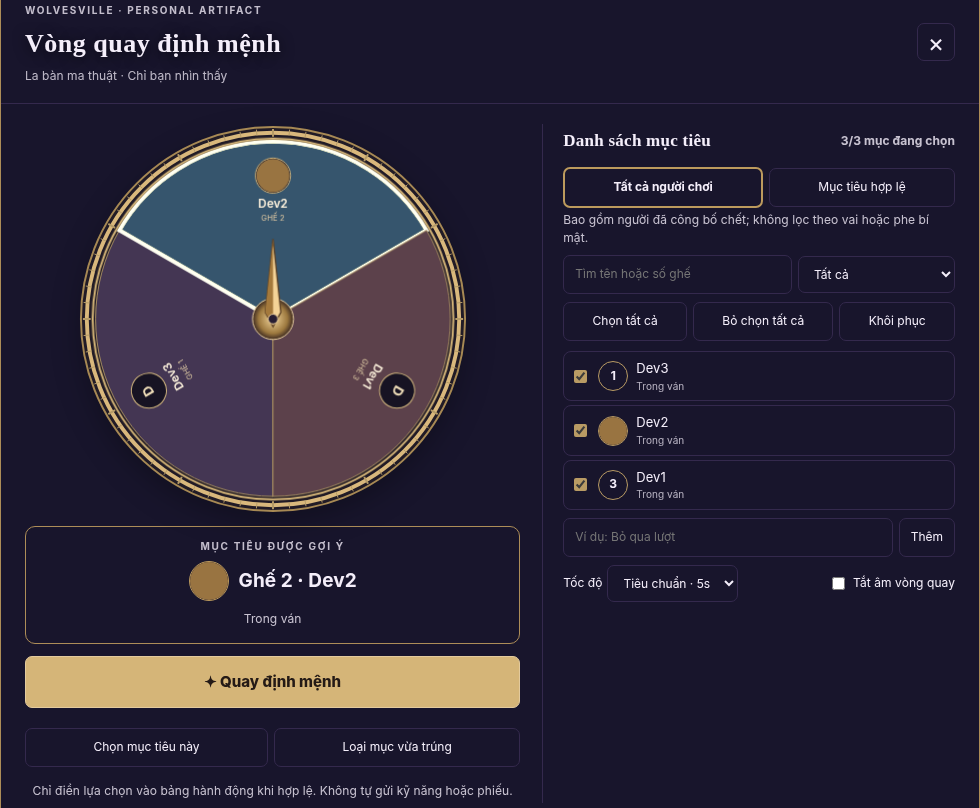 WOLVESVILLE · PERSONAL ARTIFACT
Vòng quay định mệnh
La bàn ma thuật · Chỉ bạn nhìn thấy
×
Dev2
GHẾ 2
Dev3
GHẾ 1
D
Dev1
GHẾ 3
D
MỤC TIÊU ĐƯỢC GỢI Ý
Ghế 2 · Dev2
Trong ván
✦ Quay định mệnh
Chọn mục tiêu này
Loại mục vừa trúng
Chỉ điền lựa chọn vào bảng hành động khi hợp lệ. Không tự gửi kỹ năng hoặc phiếu.
Danh sách mục tiêu
3/3 mục đang chọn
Tất cả người chơi
Mục tiêu hợp lệ
Bao gồm người đã công bố chết; không lọc theo vai hoặc phe bí
mật.
Tìm tên hoặc số ghế
Tất cả
Chọn tất cả
Bỏ chọn tất cả
Khôi phục
1
Dev3
Trong ván
Dev2
Trong ván
3
Dev1
Trong ván
Ví dụ: Bỏ qua lượt
Thêm
Tốc độ
Tiêu chuẩn · 5s
Tắt âm vòng quay